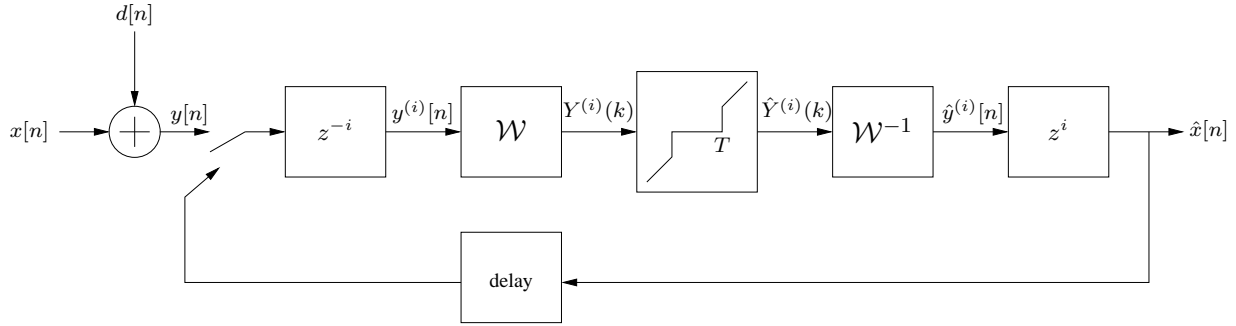 d[n]
x[n]
y[n]
z^{-i}
y^{(i)}[n]
𝒲
Y^{(i)}(k)
T
Ŷ^{(i)}(k)
𝒲^{-1}
ŷ^{(i)}[n]
z^{i}
x̂[n]
delay